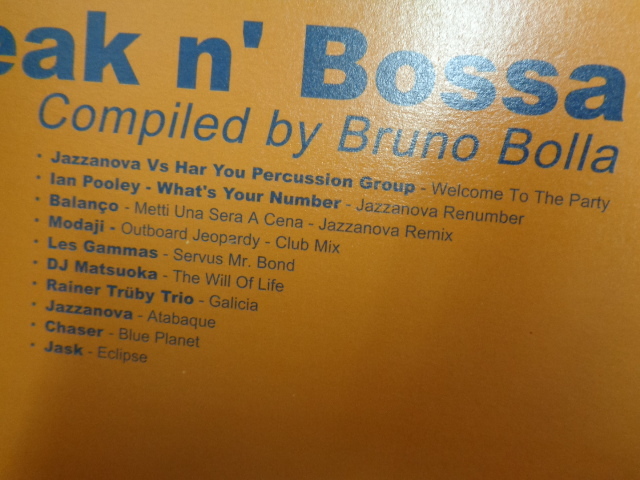 eak n' Bossa
Compiled by Bruno Bolla
· Jazzanova Vs Har You Percussion Group - Welcome To The Party
· Ian Pooley - What's Your Number - Jazzanova Renumber
· Balanço - Metti Una Sera A Cena - Jazzanova Remix
· Modaji - Outboard Jeopardy - Club Mix
· Les Gammas - Servus Mr. Bond
· DJ Matsuoka - The Will Of Life
· Rainer Trüby Trio - Galicia
· Jazzanova - Atabaque
· Chaser - Blue Planet
· Jask - Eclipse